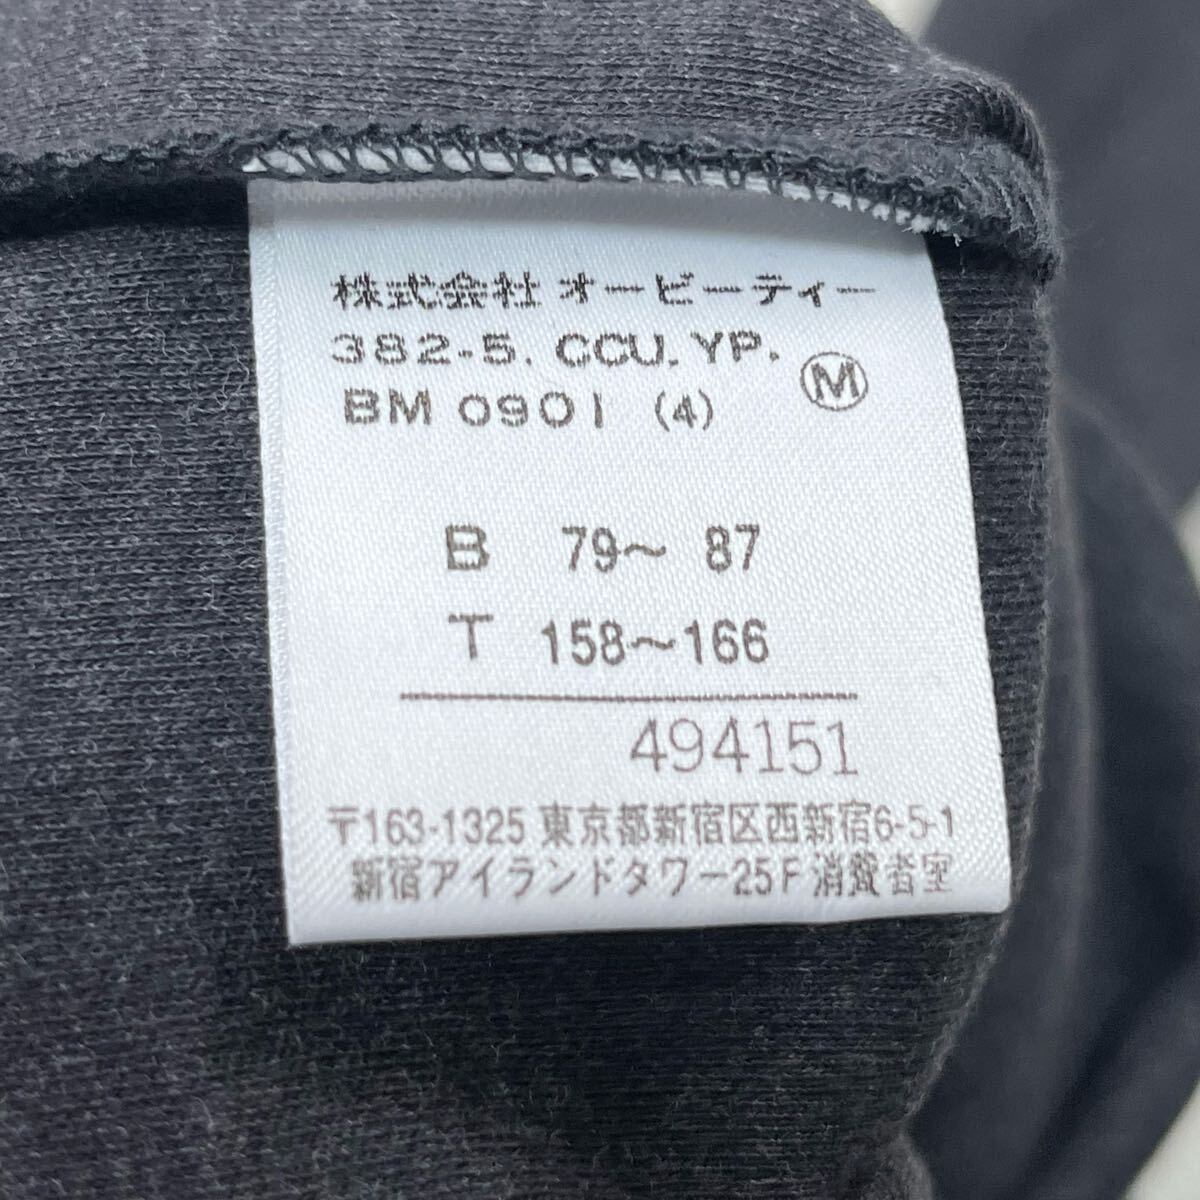 株式会社 オービーティー
382-5. CCU. YP.
BM 0901 (4) Ⓜ
B 79～ 87
T 158～166
494151
〒163-1325 東京都新宿区西新宿6-5-1
新宿アイランドタワー25F 消費者室